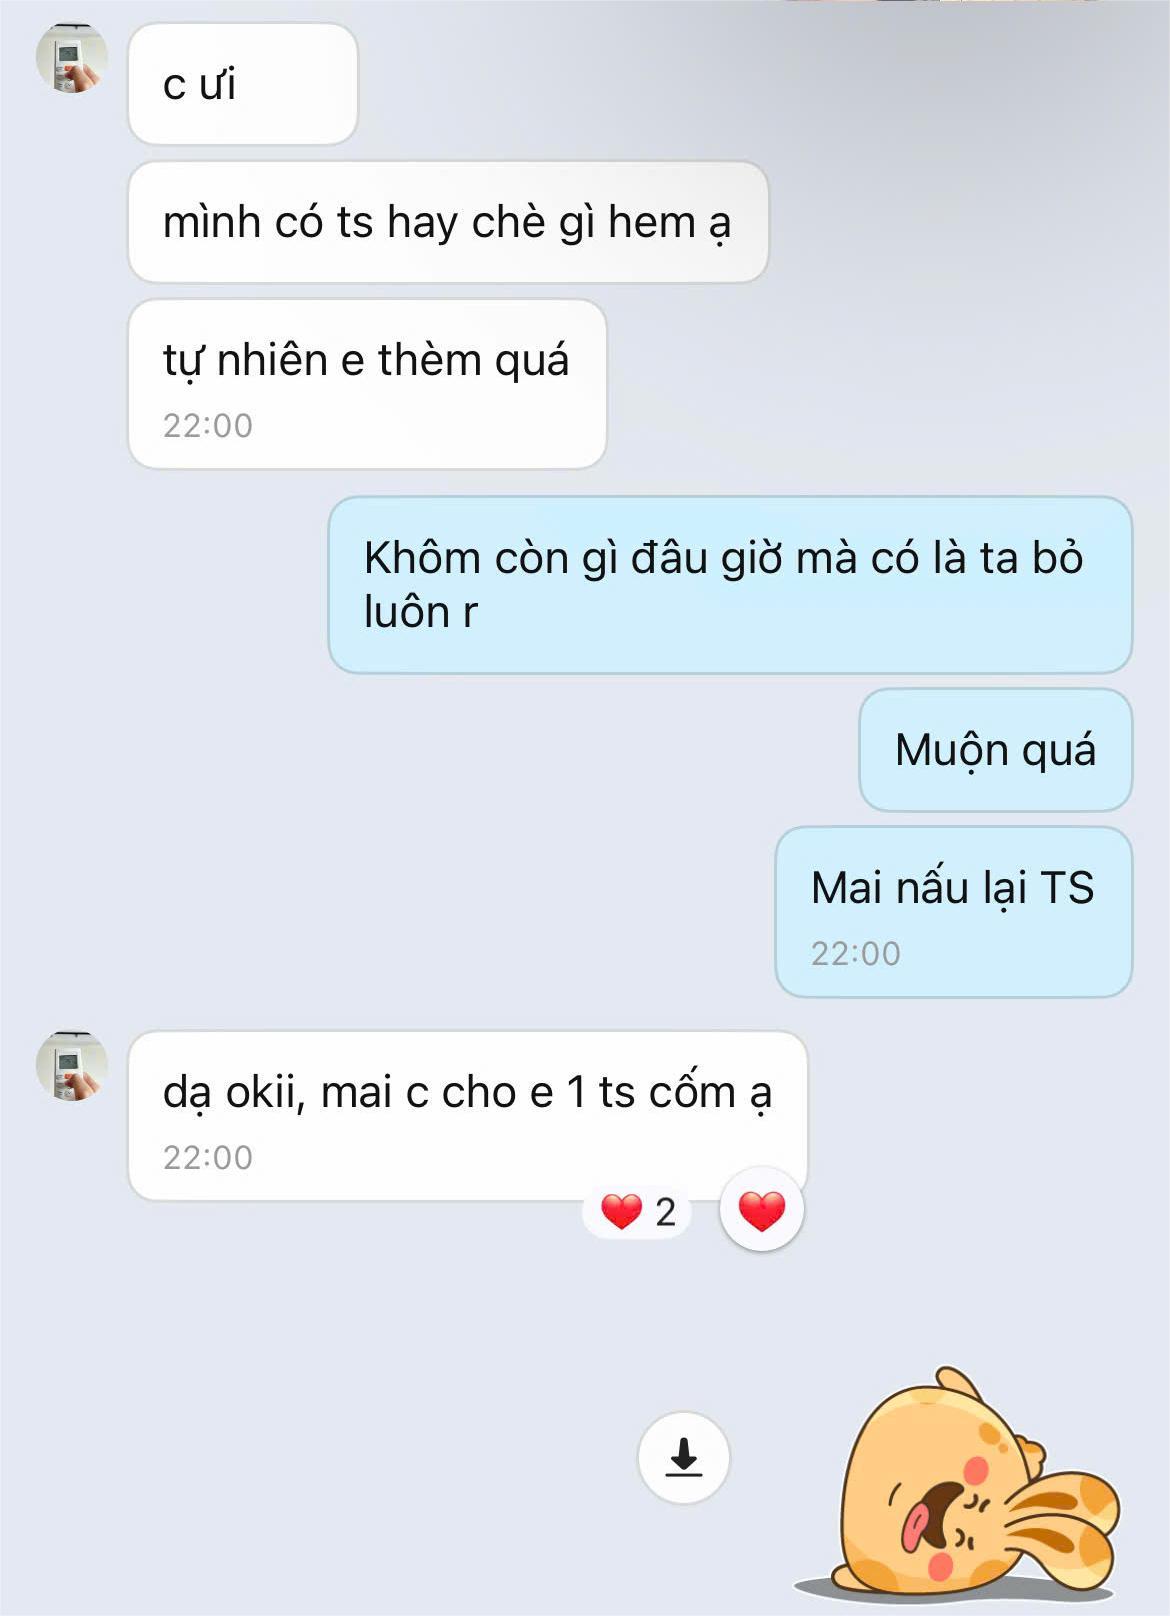 c ưi
mình có ts hay chè gì hem ạ
tự nhiên e thèm quá
22:00
Khôm còn gì đâu giờ mà có là ta bỏ
luôn r
Muộn quá
Mai nấu lại TS
22:00
dạ okii, mai c cho e 1 ts cốm ạ
22:00
2